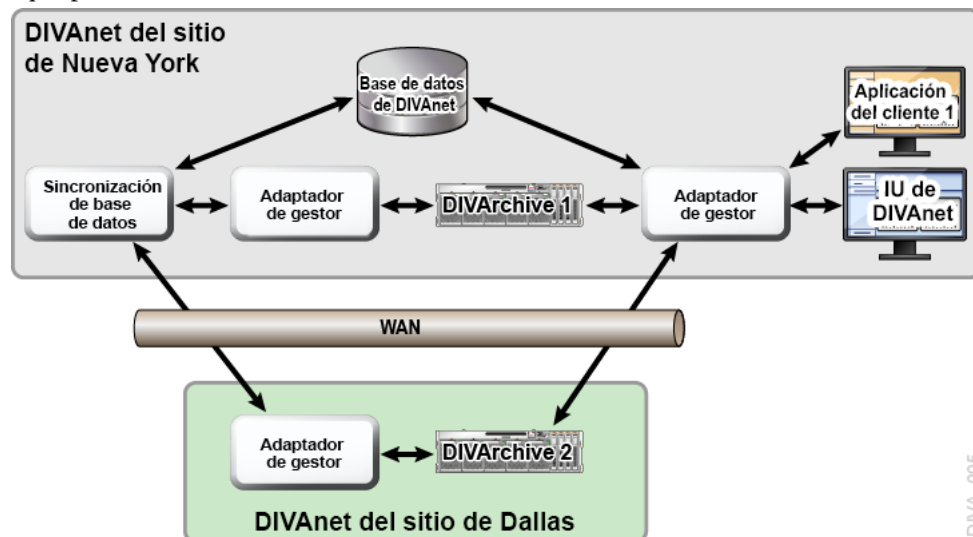 DIVAnet del sitio
de Nueva York
Base de datos
de DIVAnet
Aplicación
del cliente 1
Sincronización
de base
de datos
Adaptador
de gestor
DIVArchive 1
Adaptador
de gestor
IU de
DIVAnet
WAN
Adaptador
de gestor
DIVArchive 2
DIVAnet del sitio de Dallas